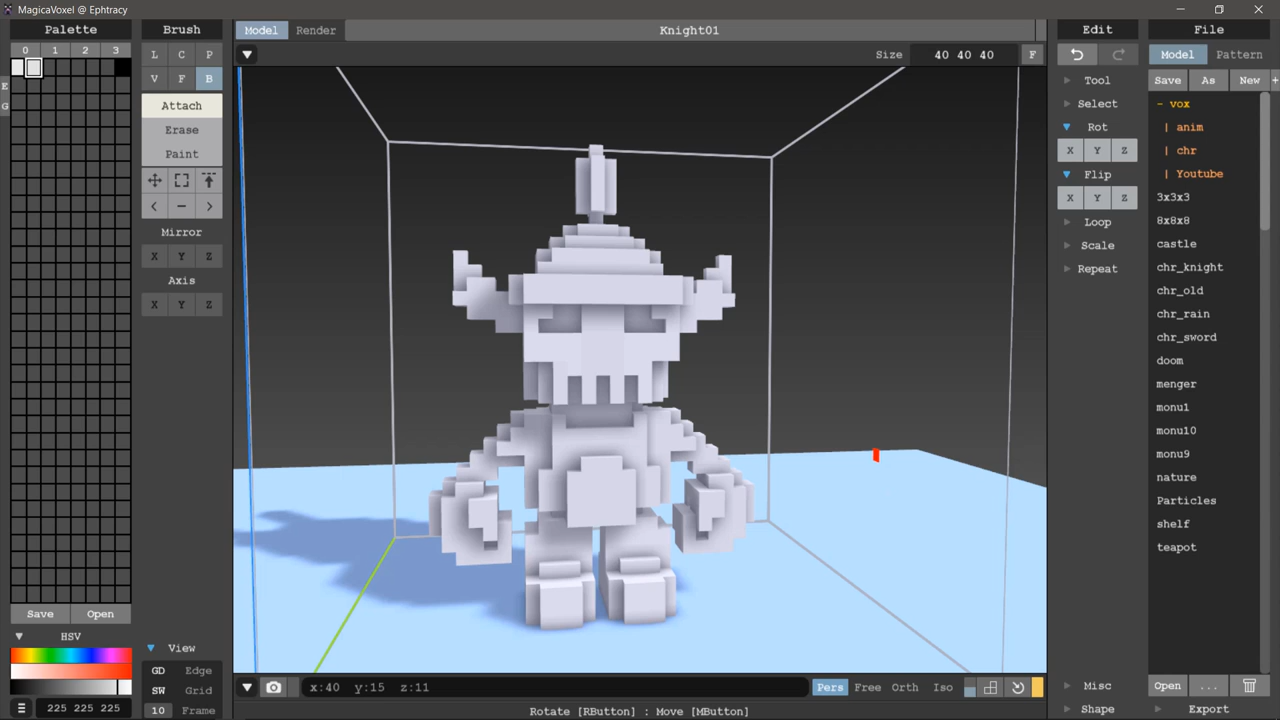 MagicaVoxel @ Ephtracy
Palette
0 1 2 3
E
G
Save Open
HSV
225 225 225
Brush
L C P
V F B
Attach
Erase
Paint
Mirror
X Y Z
Axis
X Y Z
View
GD Edge
SW Grid
10 Frame
Model Render Knight01
Size 40 40 40 F
x:40 y:15 z:11
Pers Free Orth Iso
Rotate [RButton] : Move [MButton]
Edit
Tool
Select
Rot
X Y Z
Flip
X Y Z
Loop
Scale
Repeat
Misc
Shape
File
Model Pattern
Save As New +
- vox
| anim
| chr
| Youtube
3x3x3
8x8x8
castle
chr_knight
chr_old
chr_rain
chr_sword
doom
menger
monu1
monu10
monu9
nature
Particles
shelf
teapot
Open ...
Export